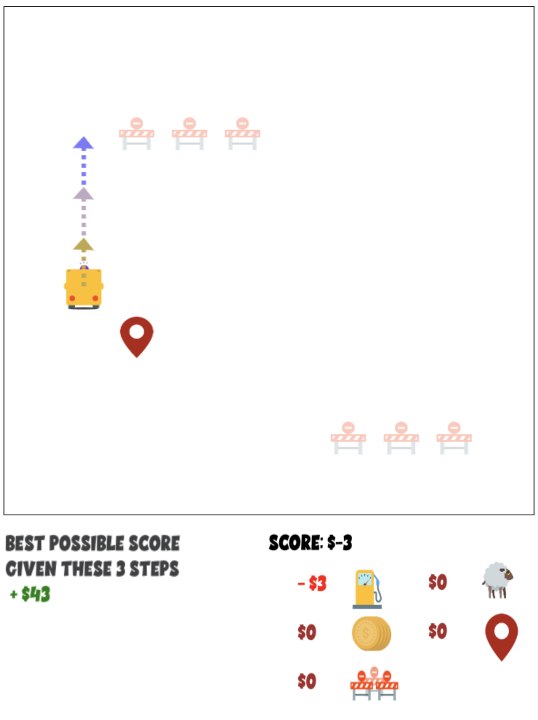 BEST POSSIBLE SCORE
GIVEN THESE 3 STEPS
+ $43
SCORE: $-3
- $3
$0
$0
$0
$0